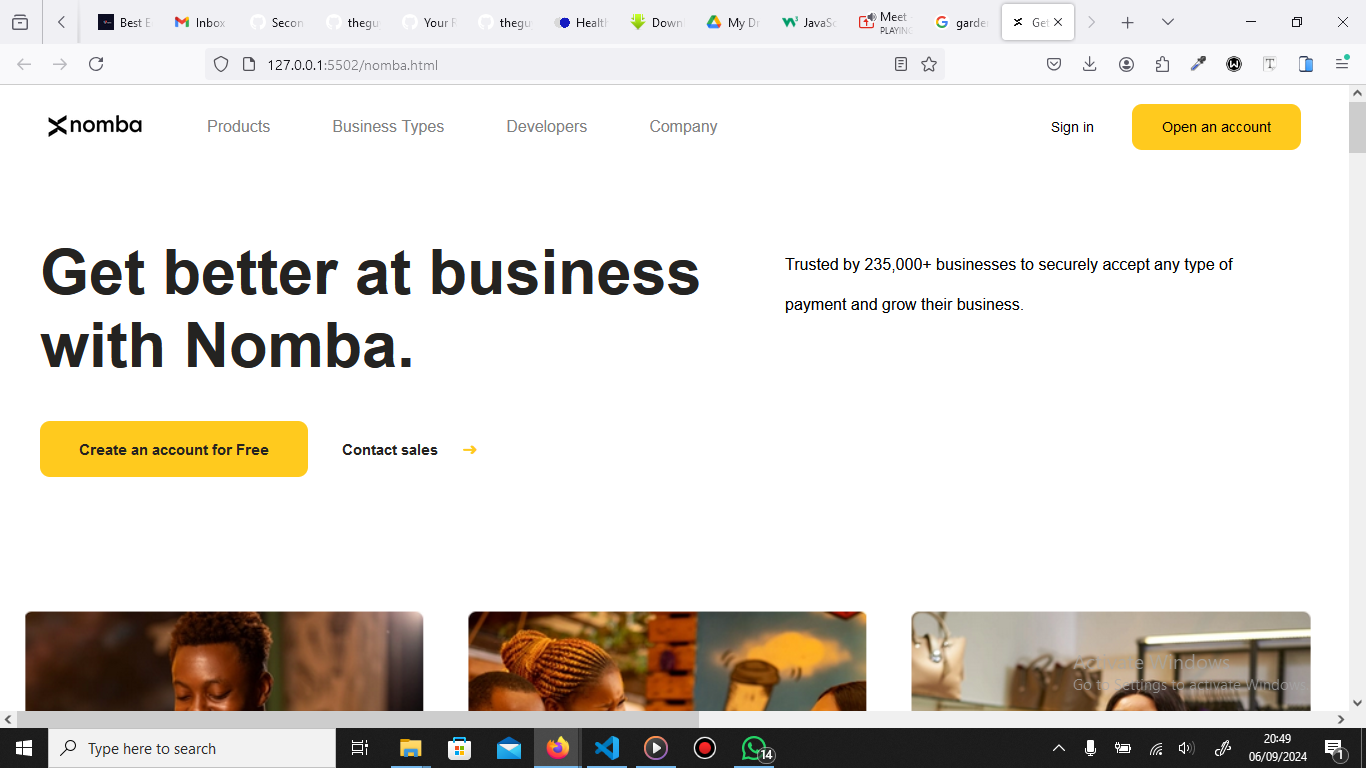 Best E
Inbox
Secon
thegu
Your R
thegu
Healt
Downl
My Dr
JavaSc
Meet
PLAYING
garde
Get
127.0.0.1:5502/nomba.html
nomba
Products
Business Types
Developers
Company
Sign in
Open an account
Get better at business
with Nomba.
Trusted by 235,000+ businesses to securely accept any type of
payment and grow their business.
Create an account for Free
Contact sales
Activate Windows
Go to Settings to activate Windows.
Type here to search
14
20:49
06/09/2024
1